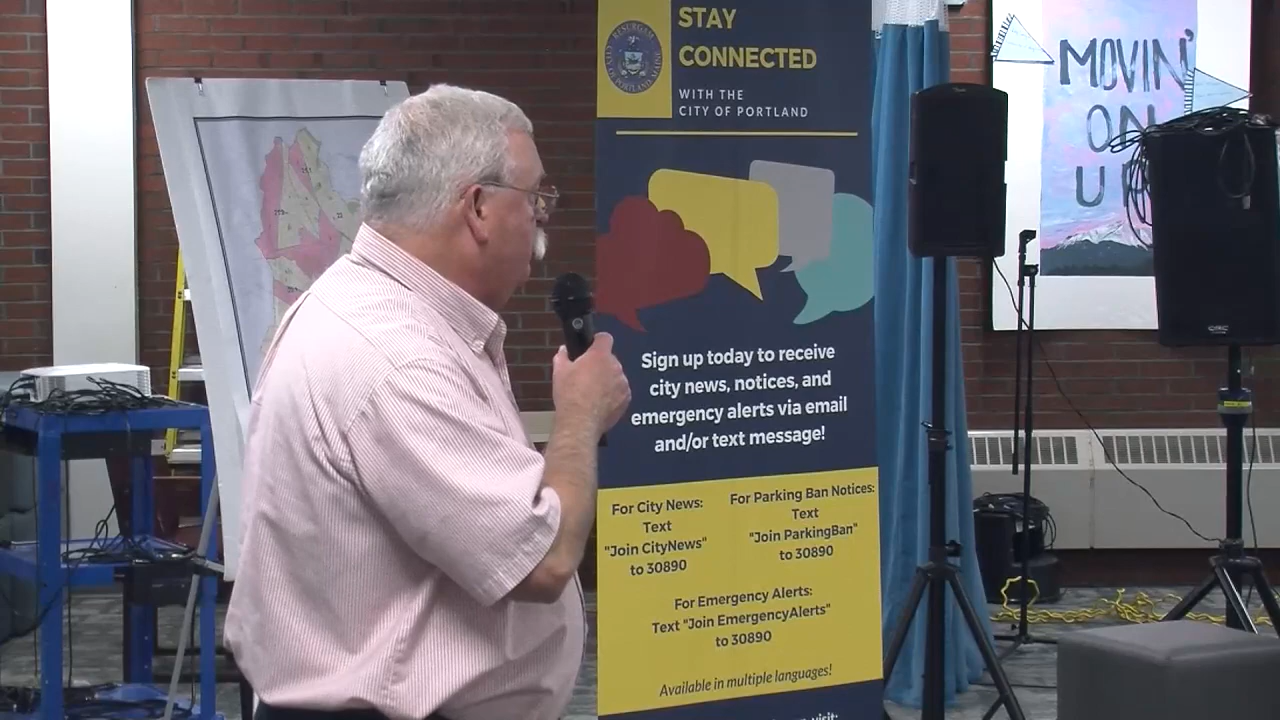 STAY
CONNECTED
WITH THE
CITY OF PORTLAND
RESURGAM
MOVIN'
ON
Sign up today to receive
city news, notices, and
emergency alerts via email
and/or text message!
For City News:
Text
"Join CityNews"
to 30890
For Parking Ban Notices:
Text
"Join ParkingBan"
to 30890
For Emergency Alerts:
Text "Join EmergencyAlerts"
to 30890
Available in multiple languages!
visit: